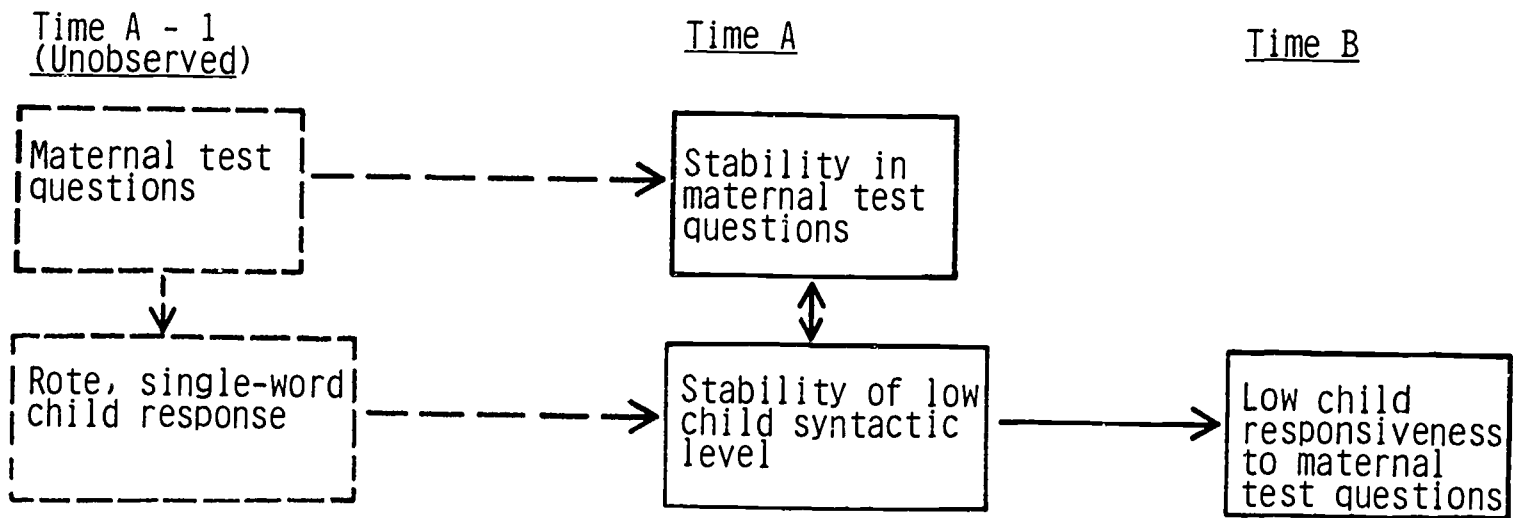 Time A - 1
(Unobserved)
Time A
Time B
Maternal test
questions
Stability in
maternal test
questions
Rote, single-word
child response
Stability of low
child syntactic
level
Low child
responsiveness
to maternal
test questions